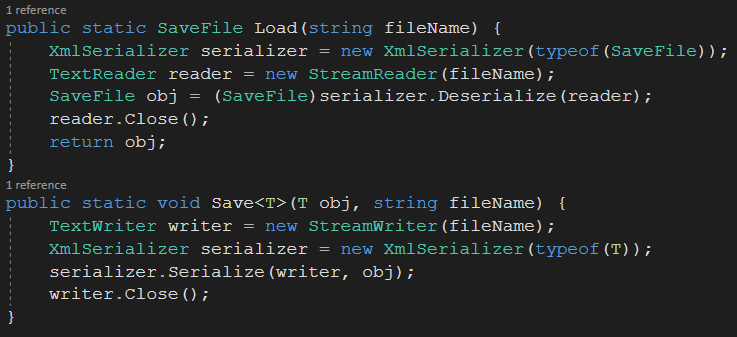 1 reference
public static SaveFile Load(string fileName) {
XmlSerializer serializer = new XmlSerializer(typeof(SaveFile));
TextReader reader = new StreamReader(fileName);
SaveFile obj = (SaveFile)serializer.Deserialize(reader);
reader.Close();
return obj;
}
1 reference
public static void Save<T>(T obj, string fileName) {
TextWriter writer = new StreamWriter(fileName);
XmlSerializer serializer = new XmlSerializer(typeof(T));
serializer.Serialize(writer, obj);
writer.Close();
}